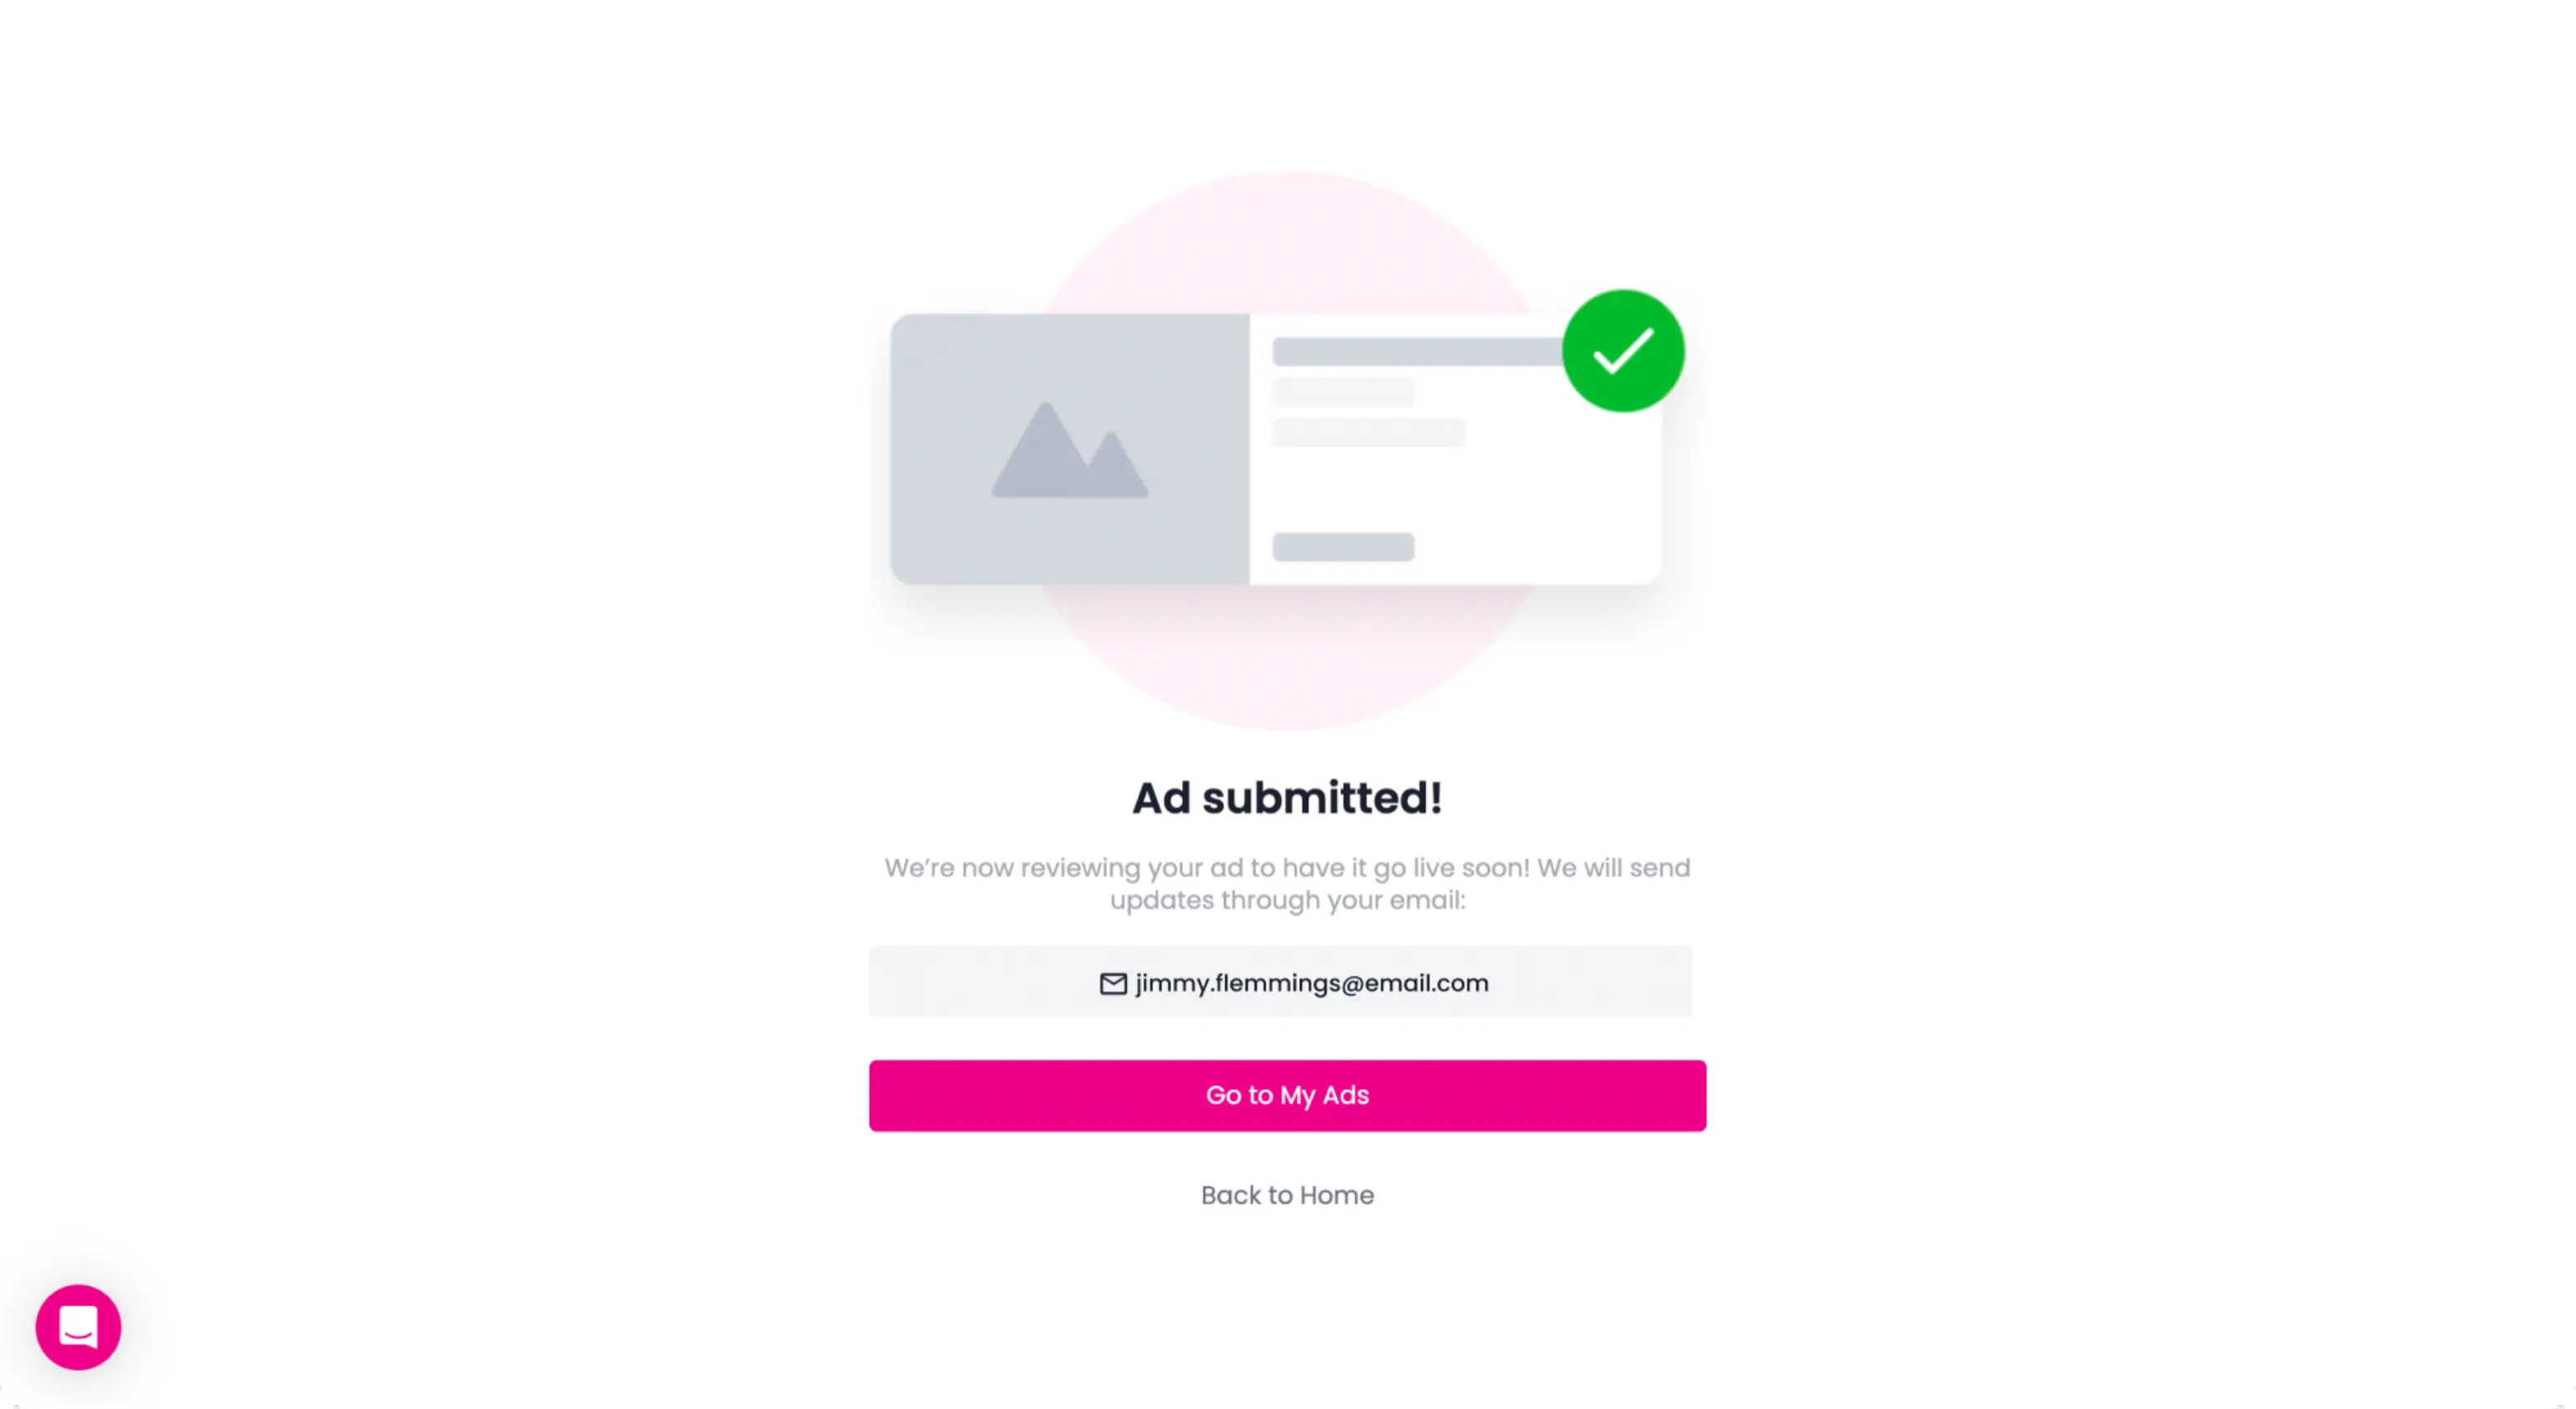 Ad submitted!
We’re now reviewing your ad to have it go live soon! We will send
updates through your email:
jimmy.flemmings@email.com
Go to My Ads
Back to Home